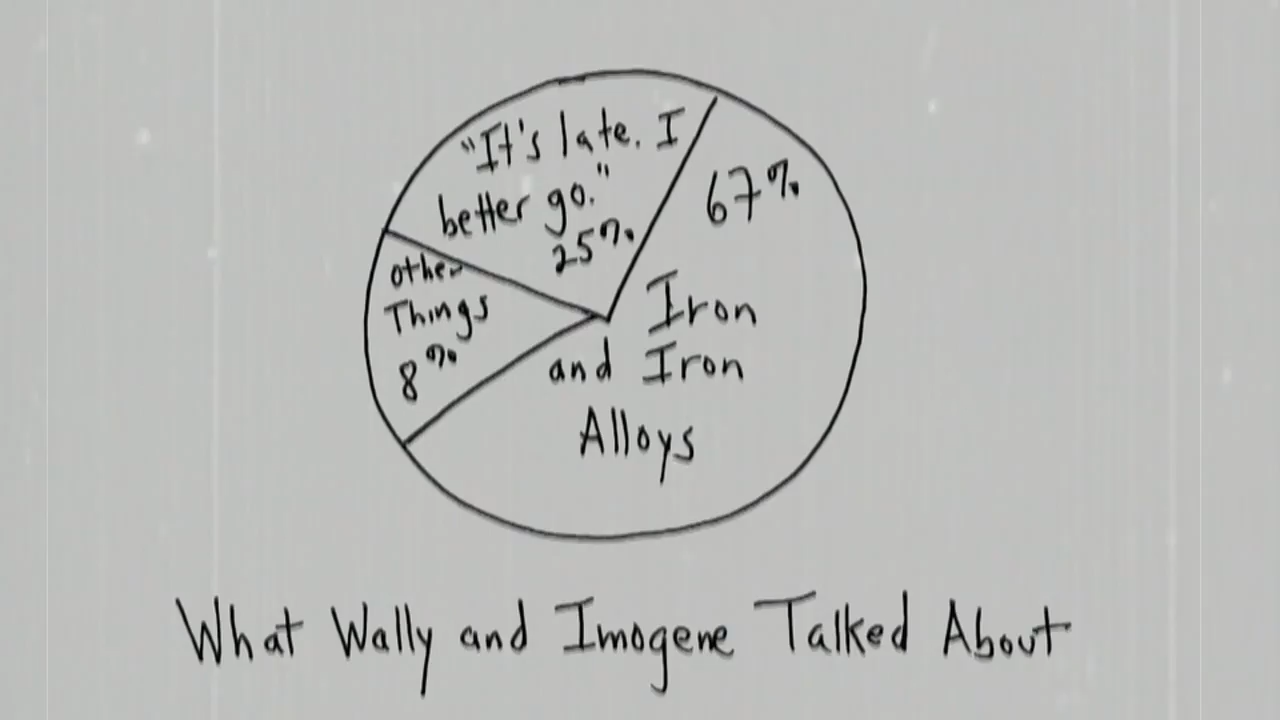 "It's late. I
better go."
25%
67%
Iron
and Iron
Alloys
other
Things
8%
What Wally and Imogene Talked About